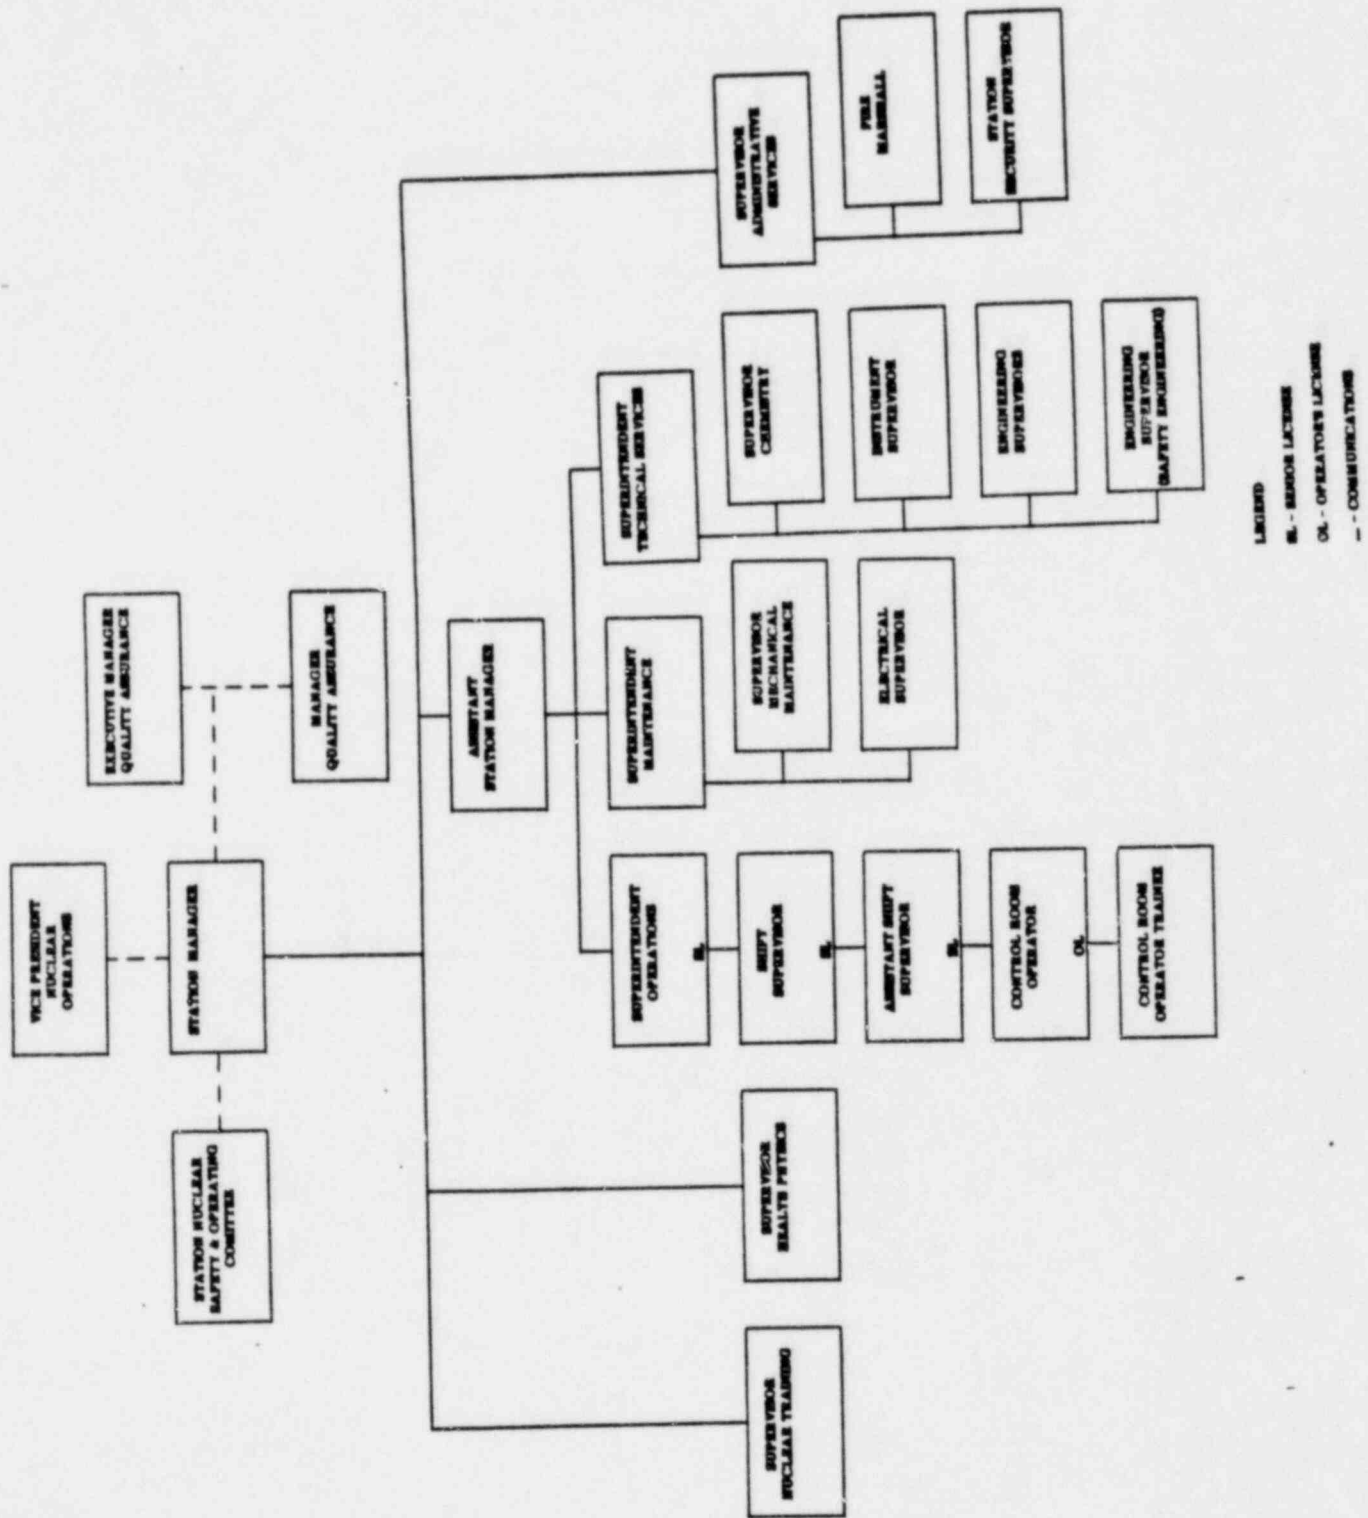 VICE PRESIDENT
NUCLEAR
OPERATIONS
STATION MANAGER
EXECUTIVE MANAGER
QUALITY ASSURANCE
MANAGER
QUALITY ASSURANCE
STATION NUCLEAR
SAFETY & OPERATING
COMITTEE
ASSISTANT
STATION MANAGER
SUPERVISOR
NUCLEAR TRAINING
SUPERVISOR
HEALTH PHYSICS
SUPERINTENDENT
OPERATIONS
SL
SHIFT
SUPERVISOR
SL
ASSISTANT SHIFT
SUPERVISOR
SL
CONTROL ROOM
OPERATOR
OL
CONTROL ROOM
OPERATOR TRAINEE
SUPERINTENDENT
MAINTENANCE
SUPERVISOR
MECHANICAL
MAINTENANCE
ELECTRICAL
SUPERVISOR
SUPERINTENDENT
TECHNICAL SERVICES
SUPERVISOR
CHEMISTRY
INSTRUMENT
SUPERVISOR
ENGINEERING
SUPERVISORS
ENGINEERING
SUPERVISOR
(SAFETY ENGINEERING)
SUPERVISOR
ADMINISTRATIVE
SERVICES
FIRE
MARSHALL
STATION
SECURITY SUPERVISOR
LEGEND
SL - SENIOR LICENSE
OL - OPERATOR'S LICENSE
-- - COMMUNICATIONS